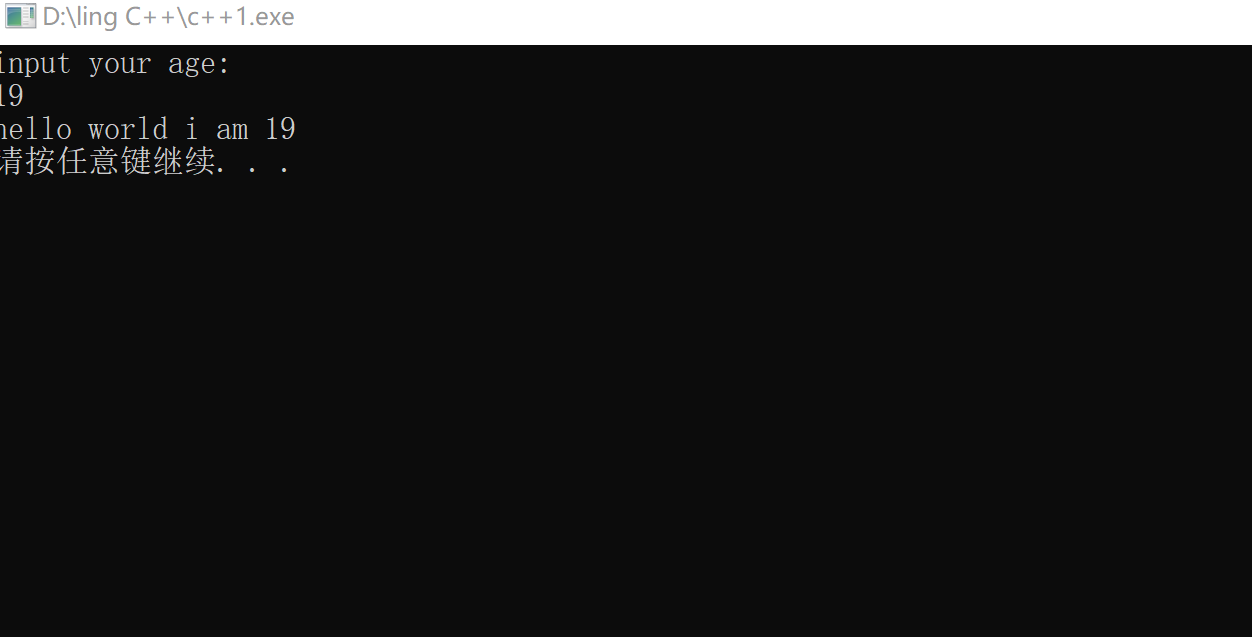 D:\ling C++\c++1.exe
input your age:
19
hello world i am 19
请按任意键继续. . .